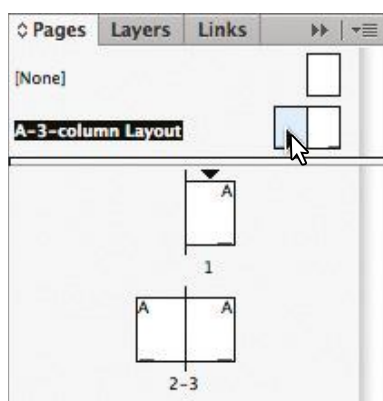 Pages Layers Links
[None]
A-3-column Layout
A
1
A A
2-3